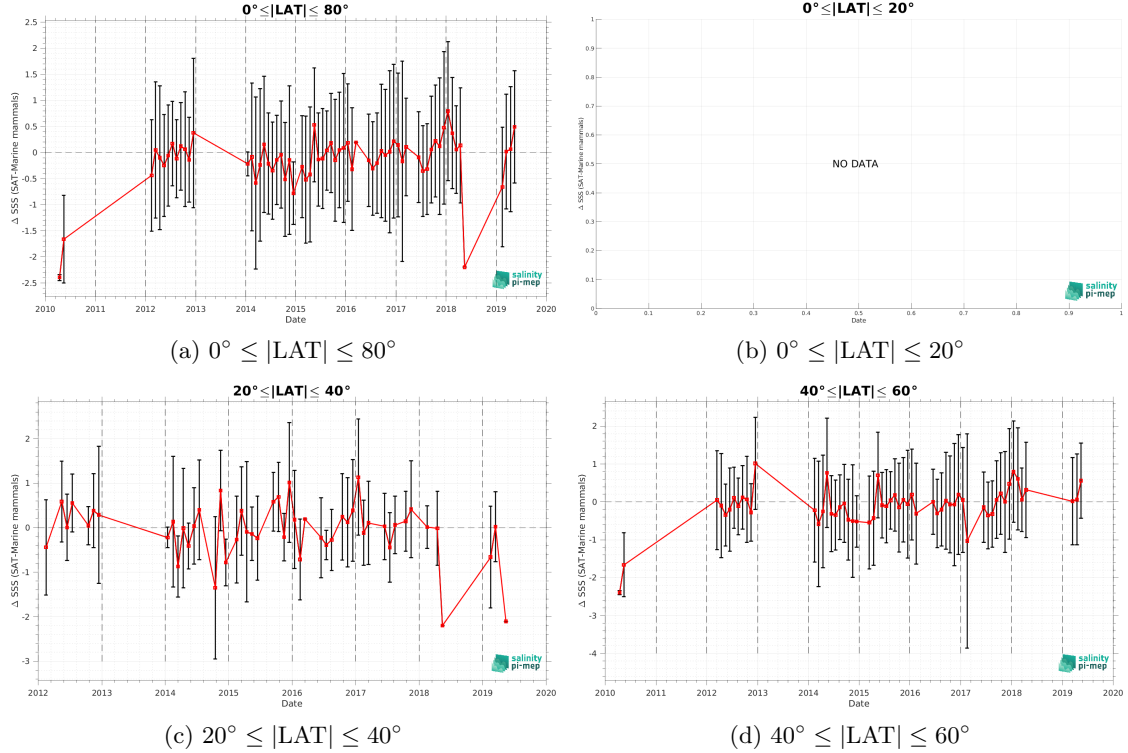 0°≤|LAT|≤ 80°
Δ SSS (SAT-Marine mammals)
2.5
2
1.5
1
0.5
0
-0.5
-1
-1.5
-2
-2.5
2010 2011 2012 2013 2014 2015 2016 2017 2018 2019 2020
Date
salinity
pi-mep
(a) 0° ≤ |LAT| ≤ 80°
0°≤|LAT|≤ 20°
Δ SSS (SAT-Marine mammals)
1
0.9
0.8
0.7
0.6
0.5
0.4
0.3
0.2
0.1
0
NO DATA
0 0.1 0.2 0.3 0.4 0.5 0.6 0.7 0.8 0.9 1
Date
salinity
pi-mep
(b) 0° ≤ |LAT| ≤ 20°
20°≤|LAT|≤ 40°
Δ SSS (SAT-Marine mammals)
2
1
0
-1
-2
-3
2012 2013 2014 2015 2016 2017 2018 2019 2020
Date
salinity
pi-mep
(c) 20° ≤ |LAT| ≤ 40°
40°≤|LAT|≤ 60°
Δ SSS (SAT-Marine mammals)
2
1
0
-1
-2
-3
-4
2010 2011 2012 2013 2014 2015 2016 2017 2018 2019 2020
Date
salinity
pi-mep
(d) 40° ≤ |LAT| ≤ 60°